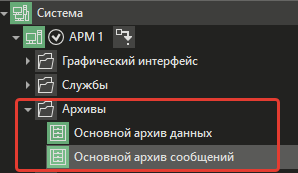 Система
АРМ 1
Графический интерфейс
Службы
Архивы
Основной архив данных
Основной архив сообщений